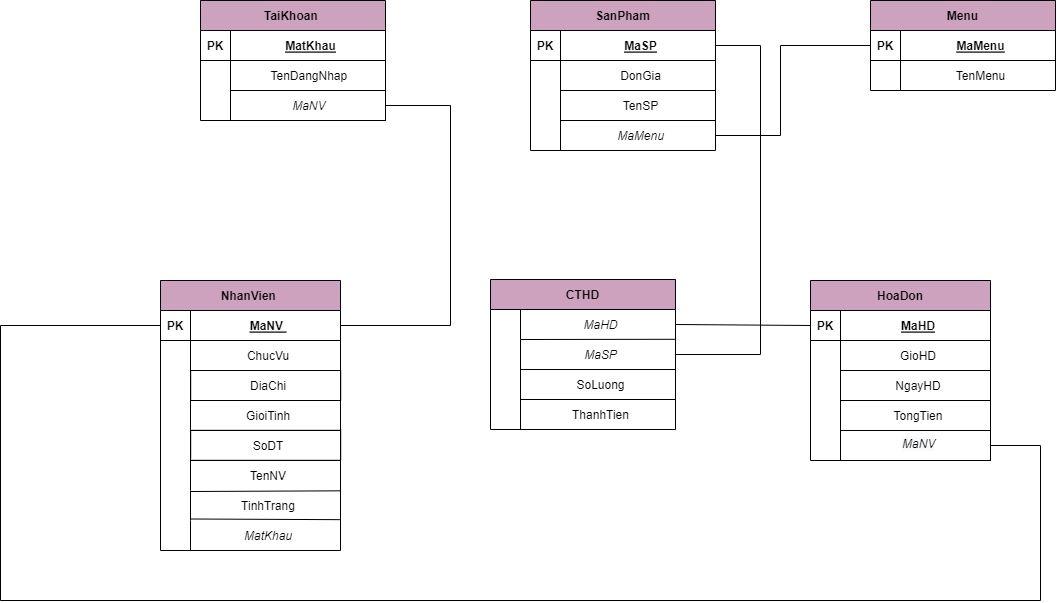 TaiKhoan
PK MatKhau
TenDangNhap
MaNV
SanPham
PK MaSP
DonGia
TenSP
MaMenu
Menu
PK MaMenu
TenMenu
NhanVien
PK MaNV
ChucVu
DiaChi
GioiTinh
SoDT
TenNV
TinhTrang
MatKhau
CTHD
MaHD
MaSP
SoLuong
ThanhTien
HoaDon
PK MaHD
GioHD
NgayHD
TongTien
MaNV